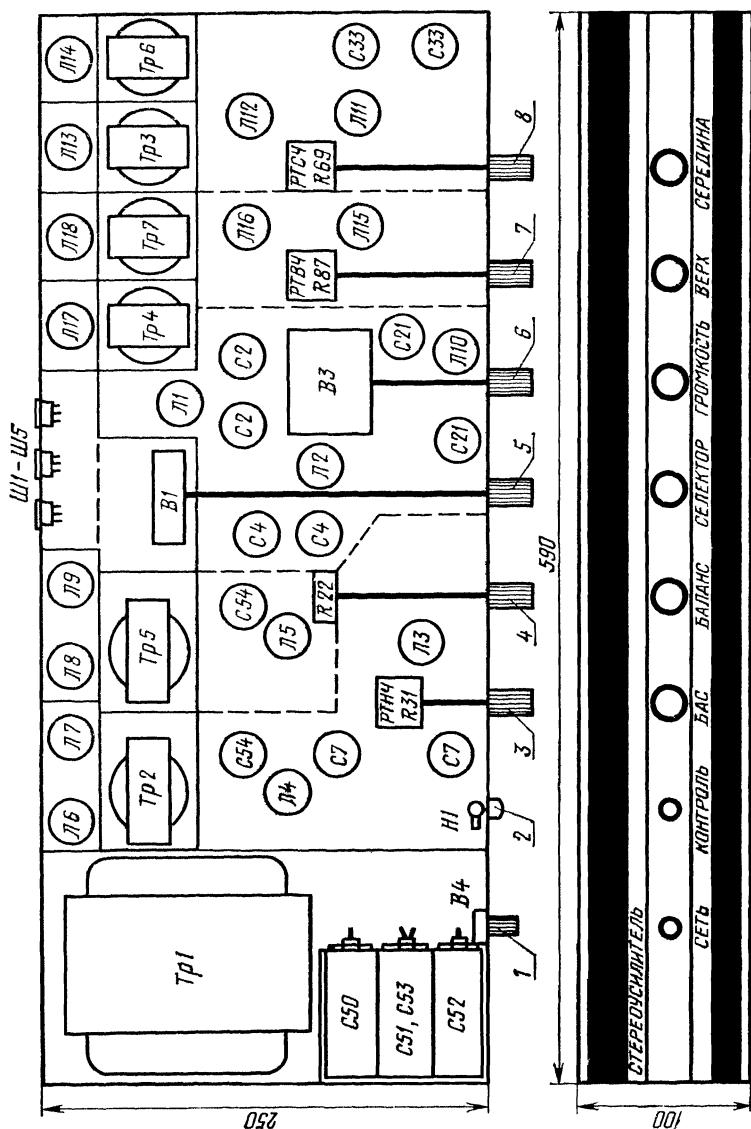 Ш1–Ш5
Л6
Л7
Л8
Л9
Л17
Л18
Л13
Л14
Тр1
Тр2
Тр5
В1
Л1
Тр4
Тр7
Тр3
Тр6
С54
Л4
С7
С54
Л5
С4
С4
С2
С2
Л16
Л12
С33
С33
R22
Л2
В3
РТВЧ
R87
Л15
РТСЧ
R69
Л11
С50
С51, С53
С52
В4
Н1
С7
РТНЧ
R31
Л3
С21
С21
Л10
1
2
3
4
5
6
7
8
250
590
СТЕРЕОУСИЛИТЕЛЬ
СЕТЬ
КОНТРОЛЬ
БАС
БАЛАНС
СЕЛЕКТОР
ГРОМКОСТЬ
ВЕРХ
СЕРЕДИНА
100